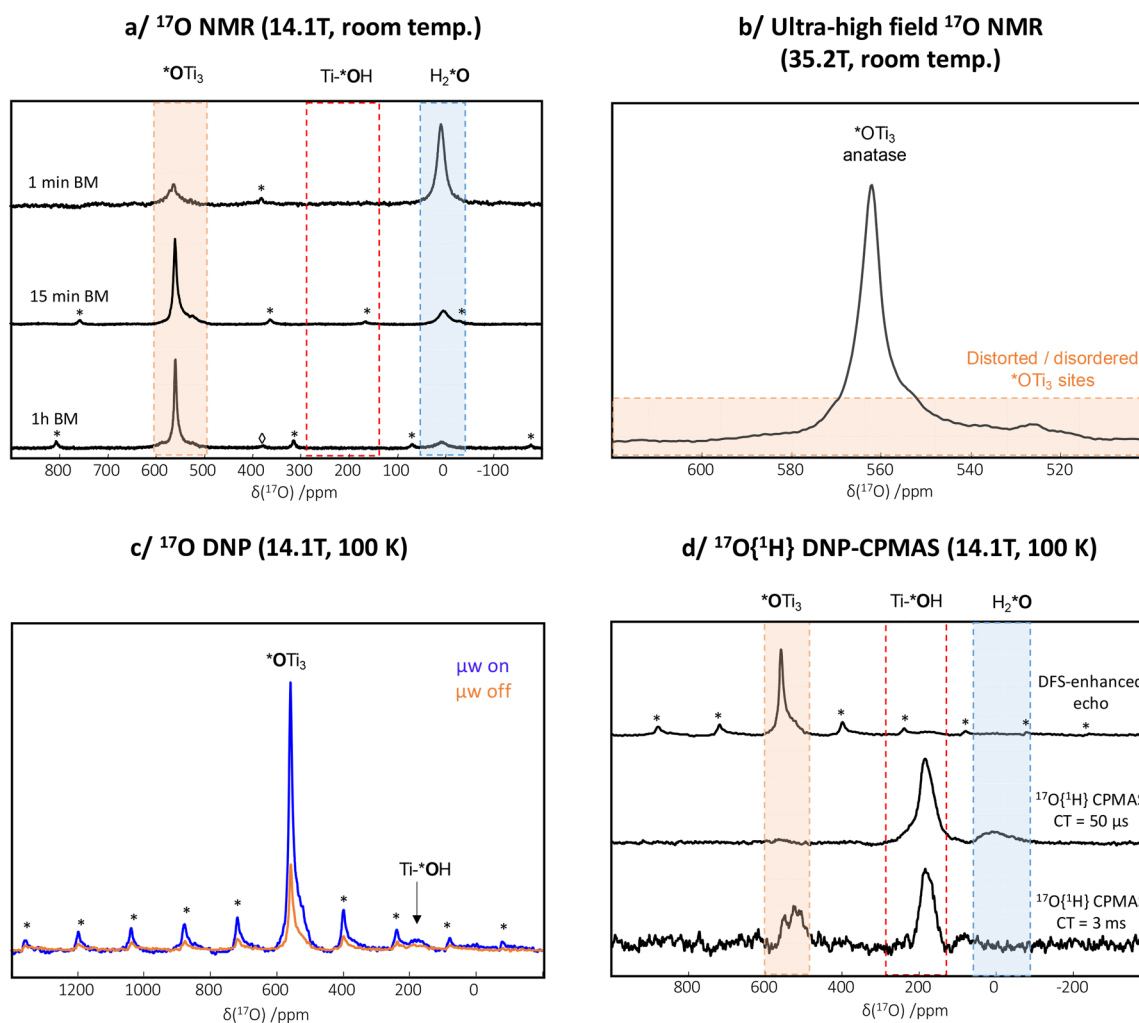 a/ ¹⁷O NMR (14.1T, room temp.)
*OTi₃ Ti-*OH H₂*O
1 min BM
*
15 min BM
* * * *
1h BM
* ◊ * * *
800 700 600 500 400 300 200 100 0 -100
δ(¹⁷O) /ppm
b/ Ultra-high field ¹⁷O NMR
(35.2T, room temp.)
*OTi₃
anatase
Distorted / disordered
*OTi₃ sites
600 580 560 540 520
δ(¹⁷O) /ppm
c/ ¹⁷O DNP (14.1T, 100 K)
*OTi₃
μw on
μw off
Ti-*OH
* * * * * * * * *
1200 1000 800 600 400 200 0
δ(¹⁷O) /ppm
d/ ¹⁷O{¹H} DNP-CPMAS (14.1T, 100 K)
*OTi₃ Ti-*OH H₂*O
DFS-enhanced
echo
* * * * * * *
¹⁷O{¹H} CPMAS
CT = 50 μs
¹⁷O{¹H} CPMAS
CT = 3 ms
800 600 400 200 0 -200
δ(¹⁷O) /ppm